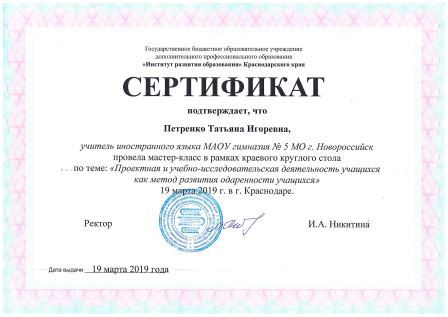 Государственное бюджетное образовательное учреждение
дополнительного профессионального образования
«Институт развития образования» Краснодарского края
СЕРТИФИКАТ
подтверждает, что
Петренко Татьяна Игоревна,
учитель иностранного языка МАОУ гимназия № 5 МО г. Новороссийск
провела мастер-класс в рамках краевого круглого стола
по теме: «Проектная и учебно-исследовательская деятельность учащихся
как метод развития одаренности учащихся»
19 марта 2019 г. в г. Краснодаре.
Ректор И.А. Никитина
Дата выдачи 19 марта 2019 года